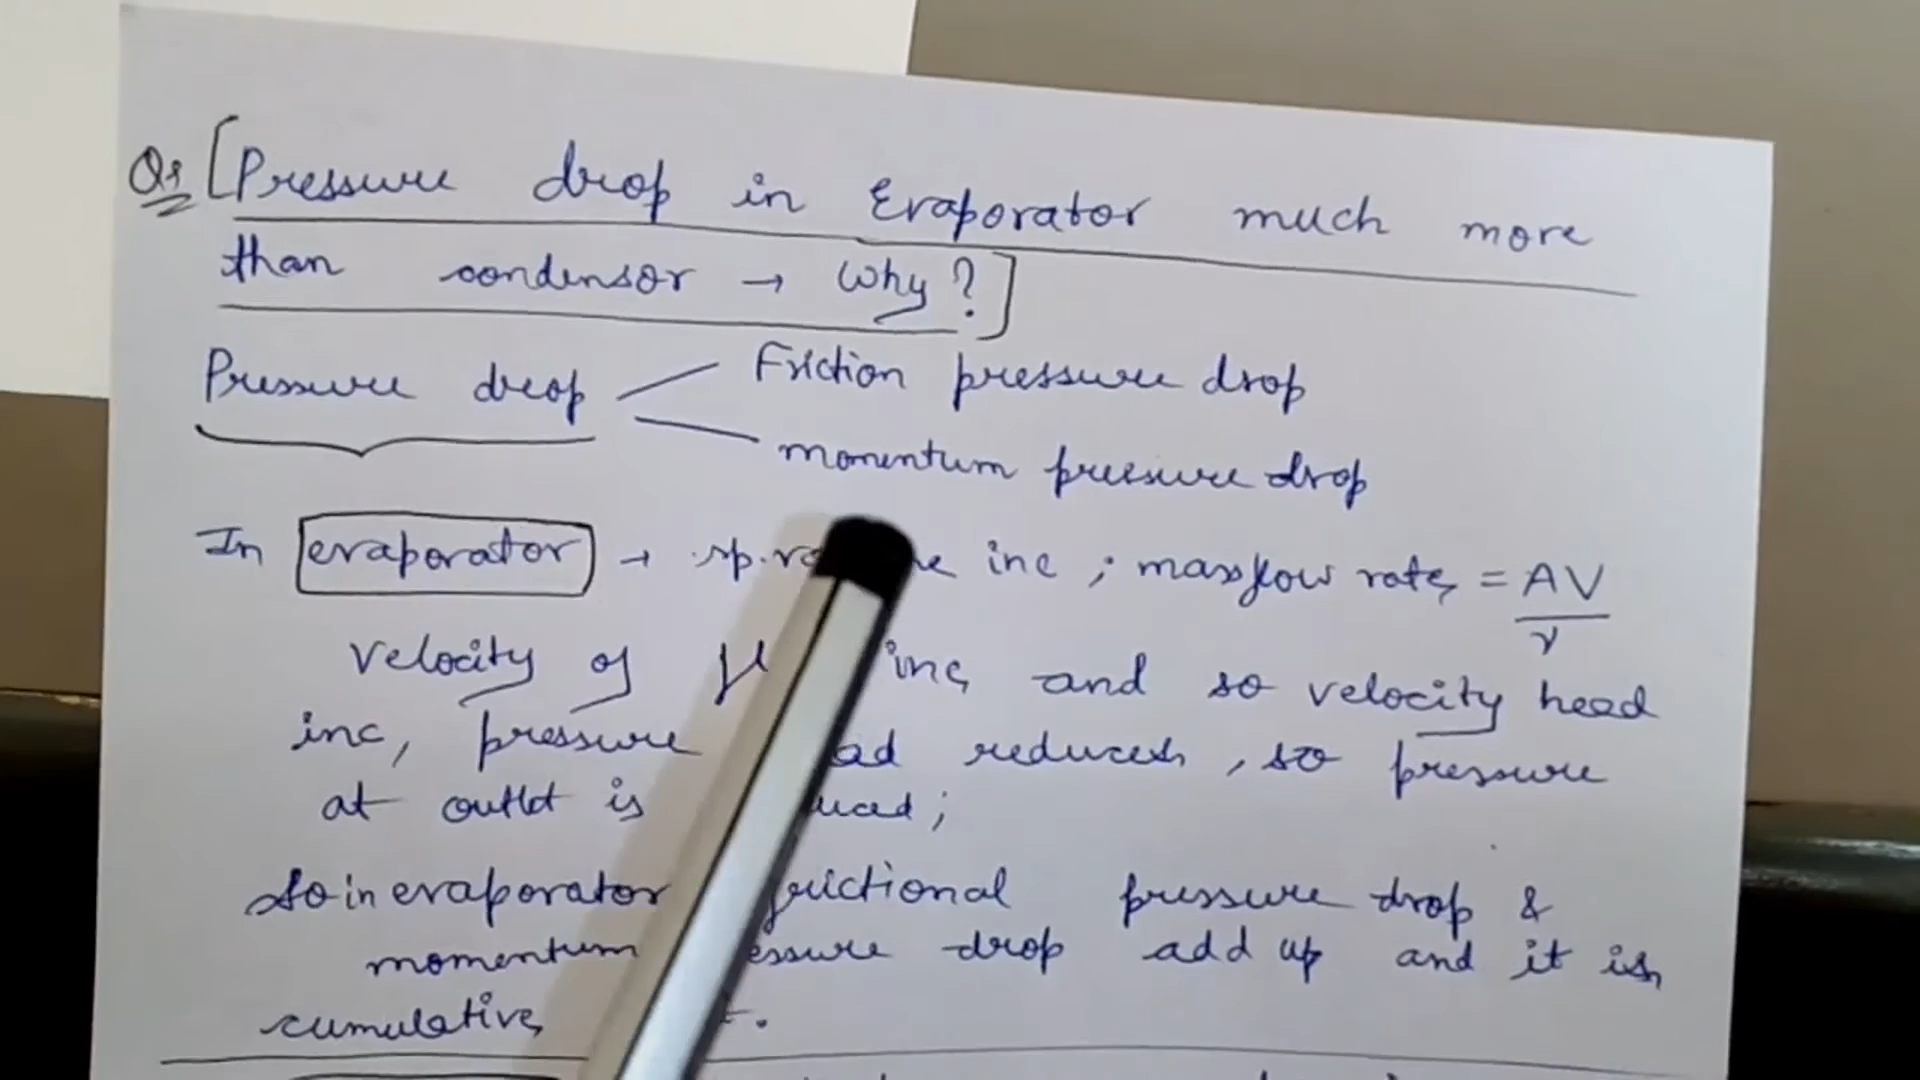 Qs [Pressure drop in Evaporator much more
than condensor → Why?]
Pressure drop
Friction pressure drop
momentum pressure drop
In evaporator → inc ; massflow rate = AV/v
velocity of inc and so velocity head
inc, pressure reduces, so pressure
at outlet is
So in evaporator frictional pressure drop &
momentum drop add up and it is
cumulative